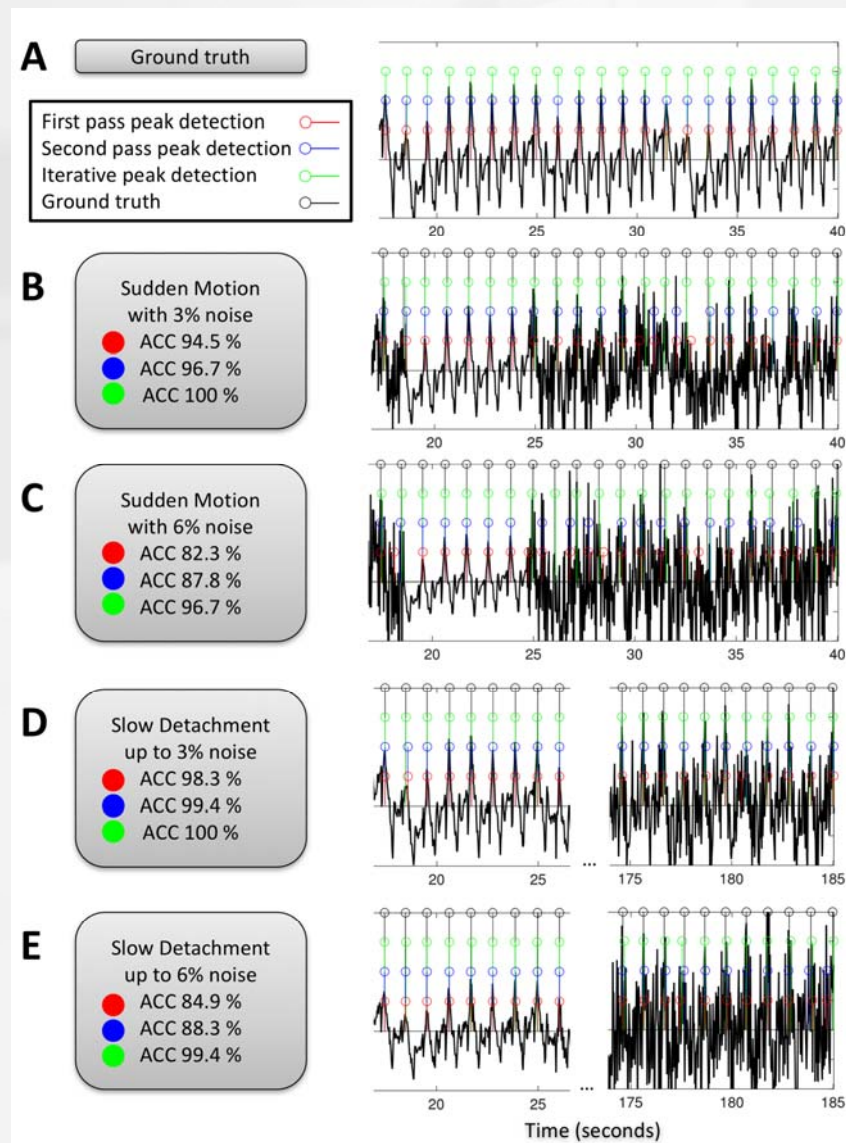 A
Ground truth
First pass peak detection
Second pass peak detection
Iterative peak detection
Ground truth
20 25 30 35 40
B
Sudden Motion
with 3% noise
ACC 94.5 %
ACC 96.7 %
ACC 100 %
20 25 30 35 40
C
Sudden Motion
with 6% noise
ACC 82.3 %
ACC 87.8 %
ACC 96.7 %
20 25 30 35 40
D
Slow Detachment
up to 3% noise
ACC 98.3 %
ACC 99.4 %
ACC 100 %
20 25 ... 175 180 185
E
Slow Detachment
up to 6% noise
ACC 84.9 %
ACC 88.3 %
ACC 99.4 %
20 25 ... 175 180 185
Time (seconds)